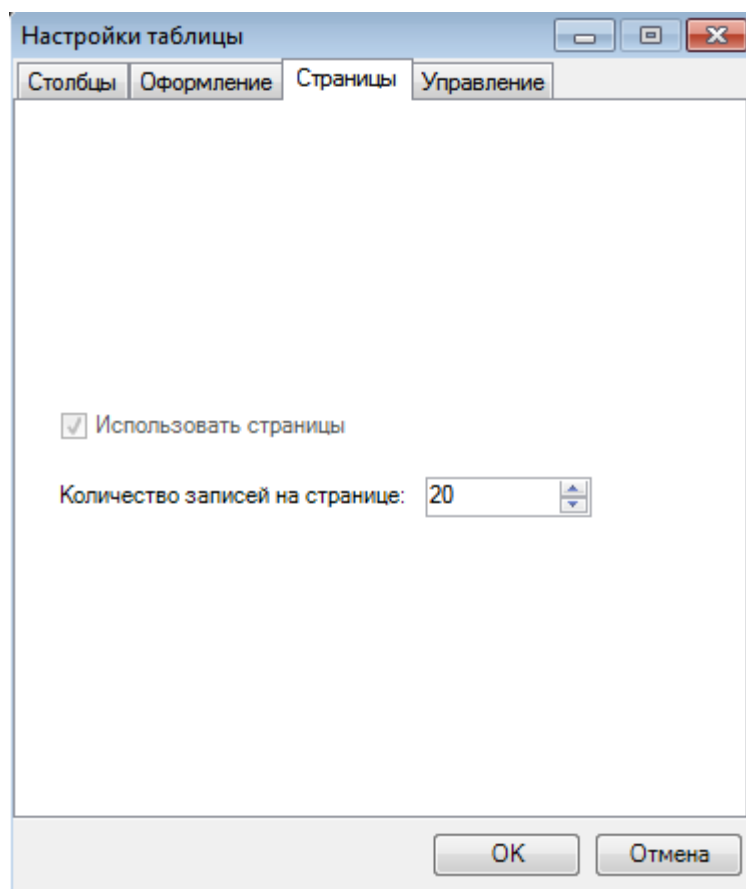 Настройки таблицы
Столбцы Оформление Страницы Управление
Использовать страницы
Количество записей на странице: 20
OK Отмена